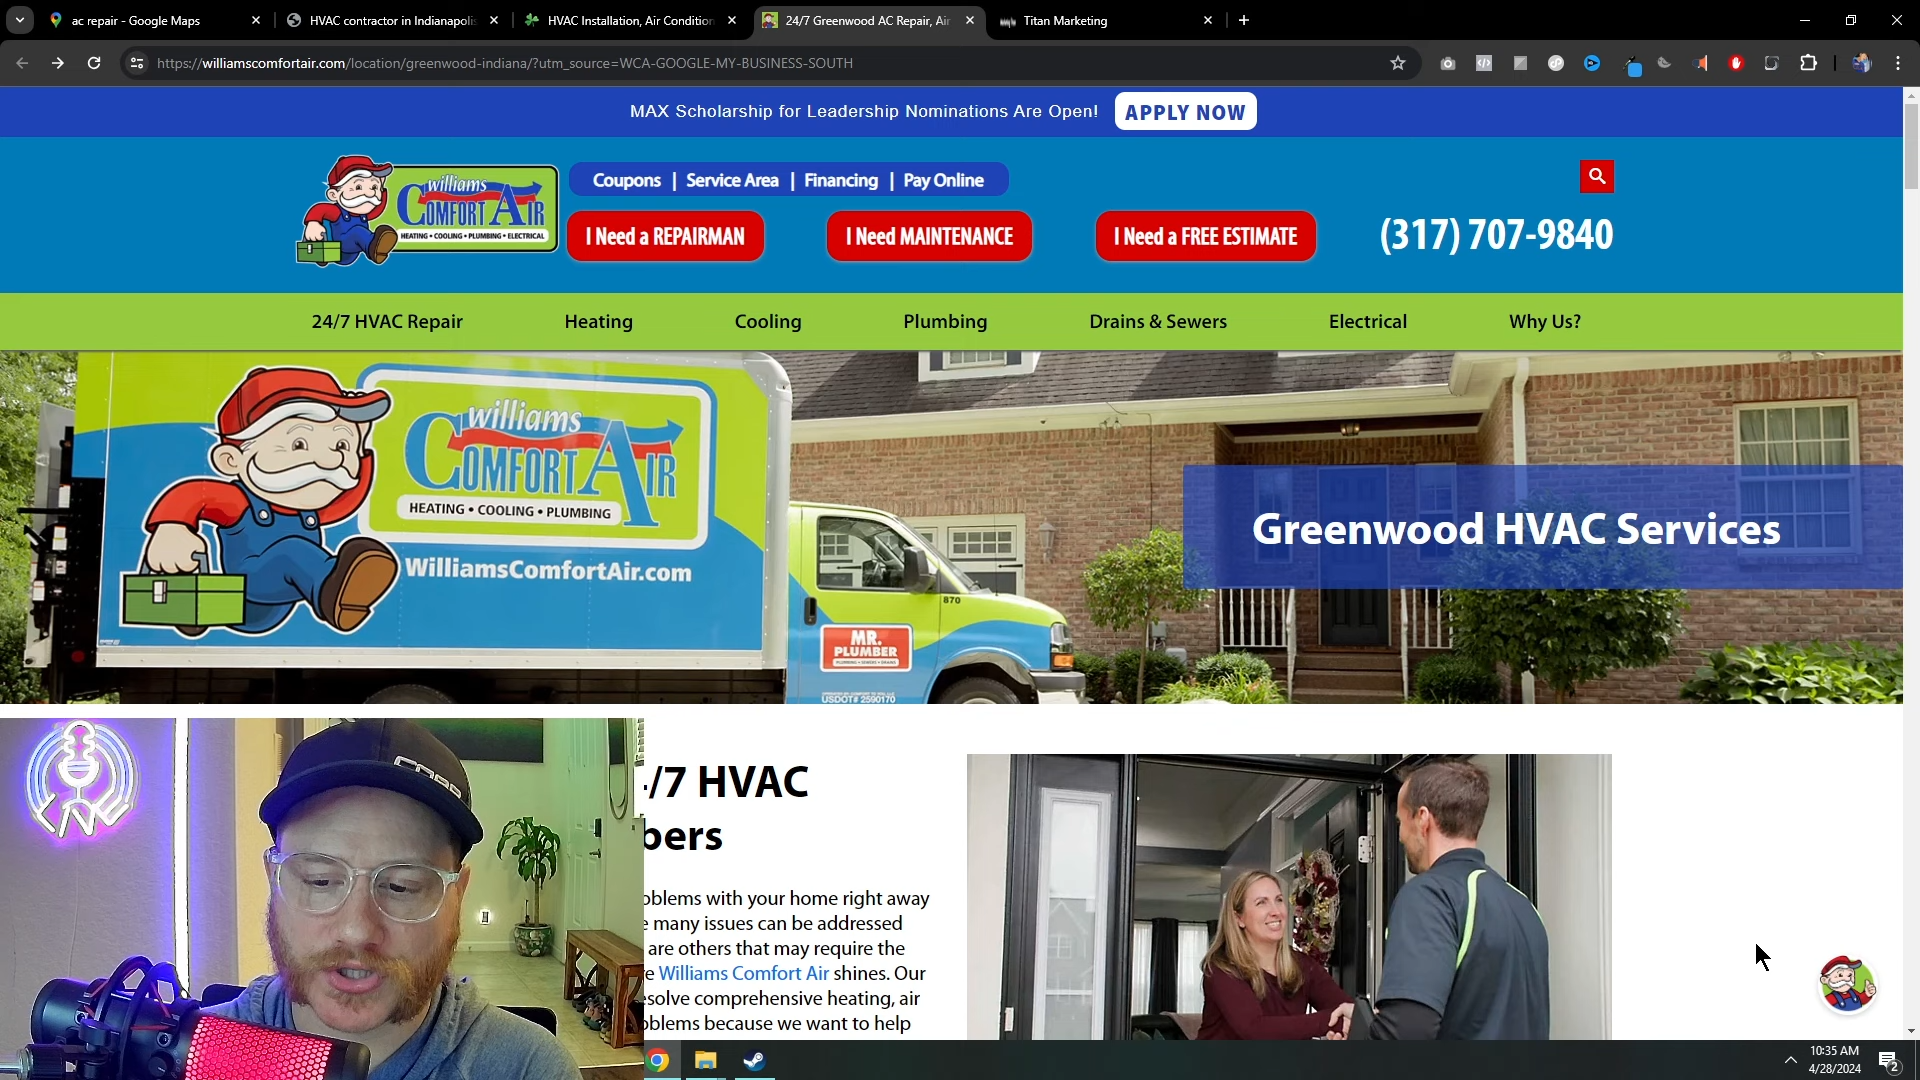 ac repair - Google Maps
HVAC contractor in Indianapolis
HVAC Installation, Air Condition
24/7 Greenwood AC Repair, Air
Titan Marketing
https://williamscomfortair.com/location/greenwood-indiana/?utm_source=WCA-GOOGLE-MY-BUSINESS-SOUTH
MAX Scholarship for Leadership Nominations Are Open!
APPLY NOW
williams
COMFORT AIR
HEATING • COOLING • PLUMBING • ELECTRICAL
Coupons | Service Area | Financing | Pay Online
I Need a REPAIRMAN
I Need MAINTENANCE
I Need a FREE ESTIMATE
(317) 707-9840
24/7 HVAC Repair
Heating
Cooling
Plumbing
Drains & Sewers
Electrical
Why Us?
williams
COMFORT AIR
HEATING • COOLING • PLUMBING
WilliamsComfortAir.com
870
MR.
PLUMBER
USDOT# 2590170
Greenwood HVAC Services
/7 HVAC
bers
oblems with your home right away
e many issues can be addressed
are others that may require the
e Williams Comfort Air shines. Our
esolve comprehensive heating, air
oblems because we want to help
10:35 AM
4/28/2024
2